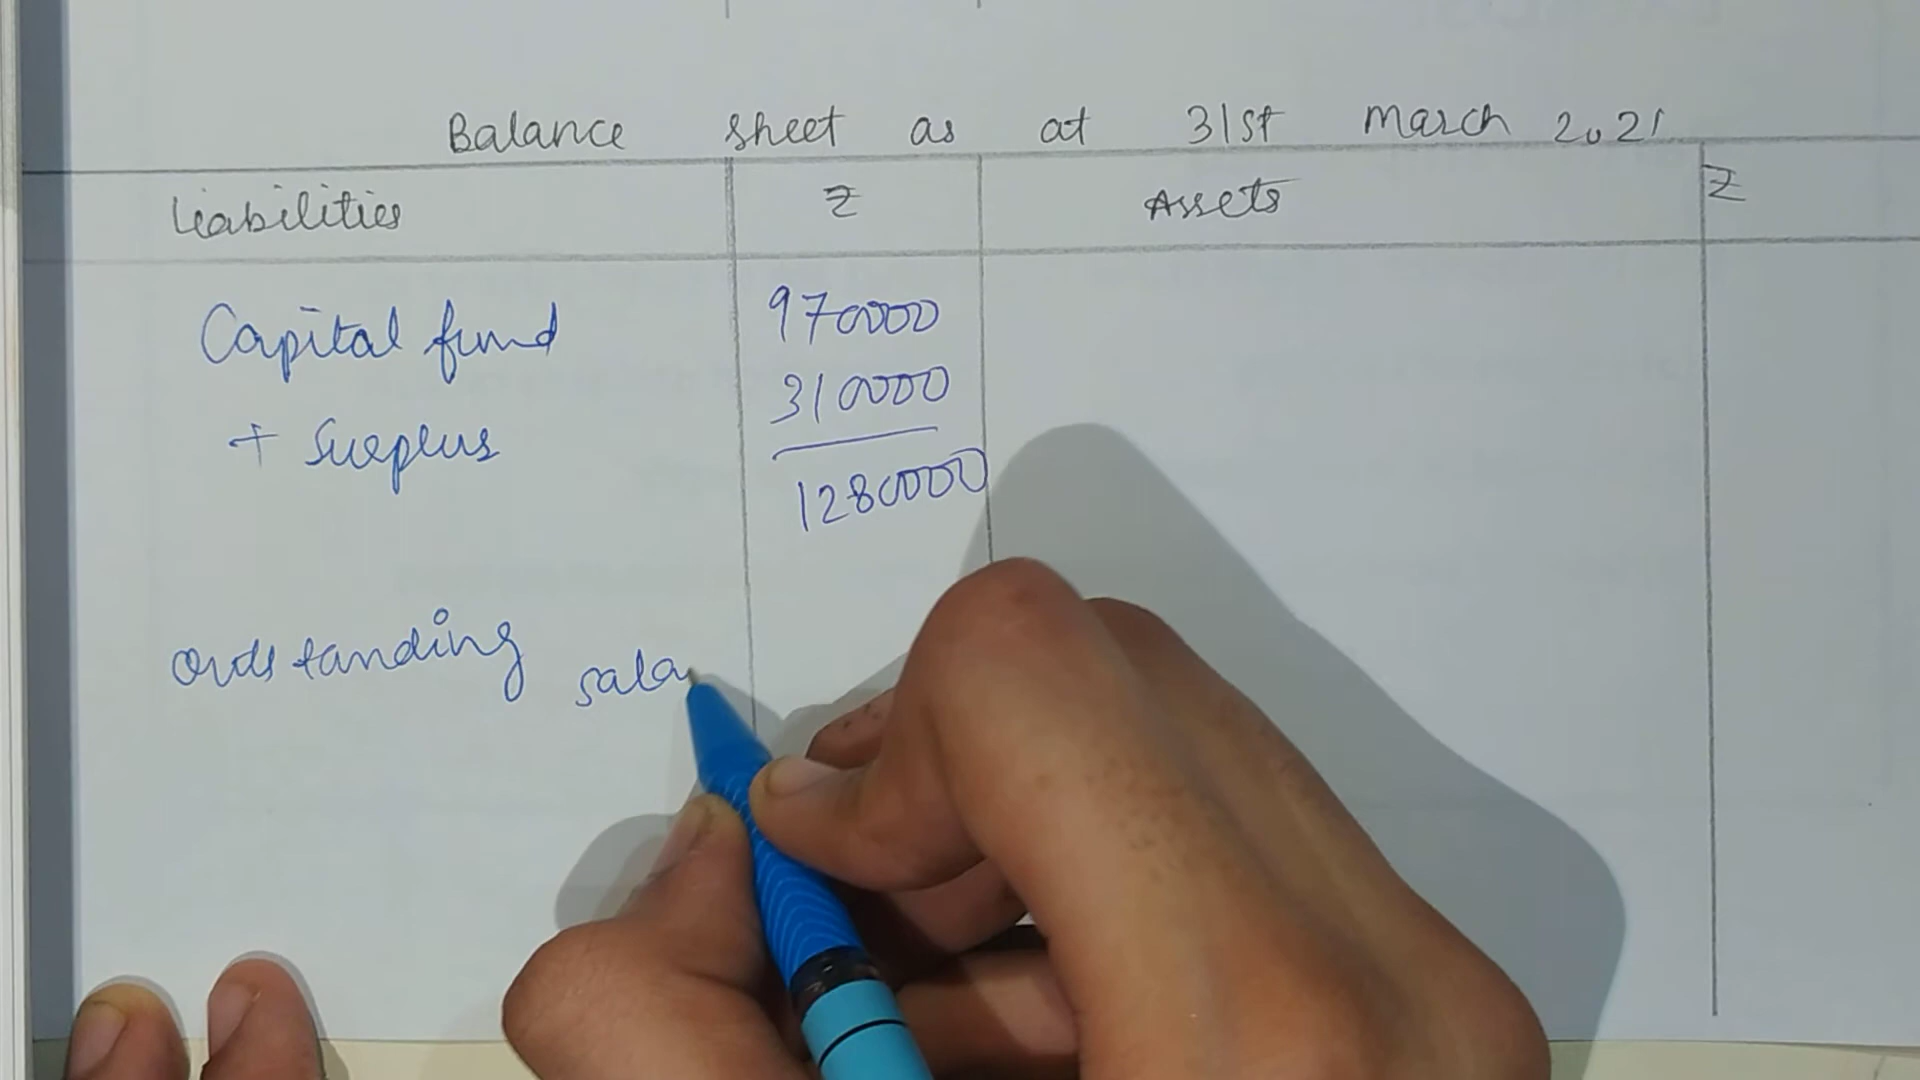 Balance sheet as at 31st March 2021
Liabilities ₹ Assets ₹
Capital fund 970000
+ Surplus 310000
1280000
outstanding sala